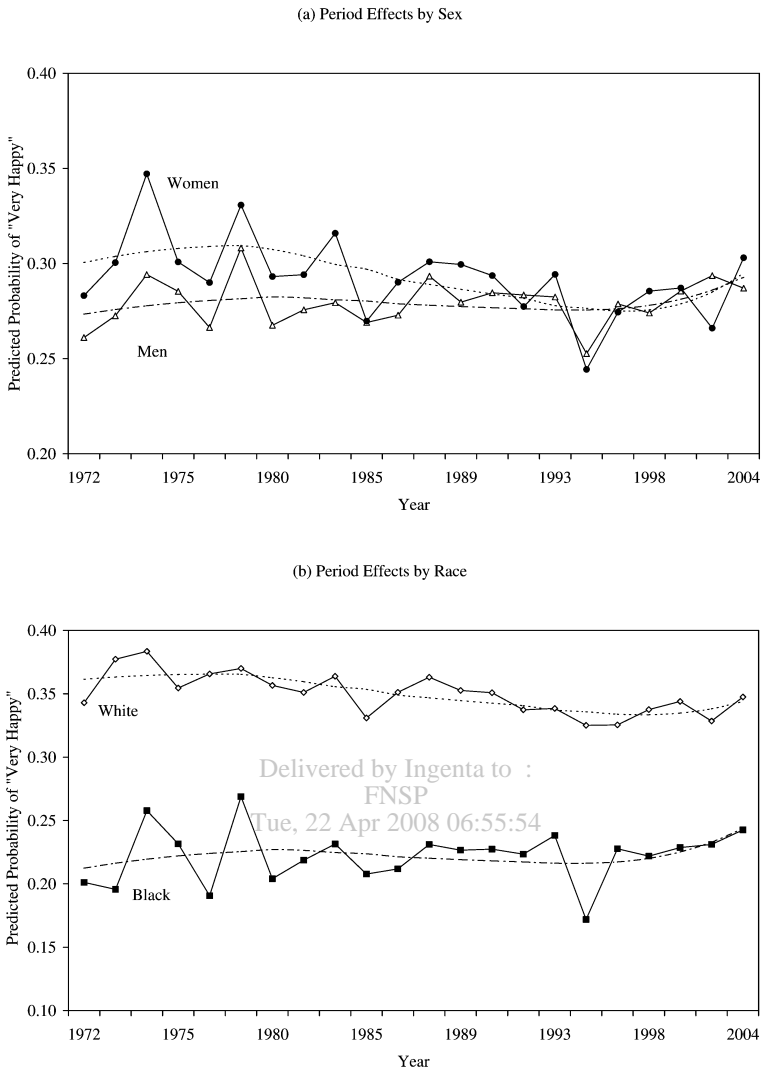 (a) Period Effects by Sex
Predicted Probability of "Very Happy"
0.40
0.35
0.30
0.25
0.20
Women
Men
1972 1975 1980 1985 1989 1993 1998 2004
Year
(b) Period Effects by Race
Predicted Probability of "Very Happy"
0.40
0.35
0.30
0.25
0.20
0.15
0.10
White
Delivered by Ingenta to :
FNSP
Tue, 22 Apr 2008 06:55:54
Black
1972 1975 1980 1985 1989 1993 1998 2004
Year